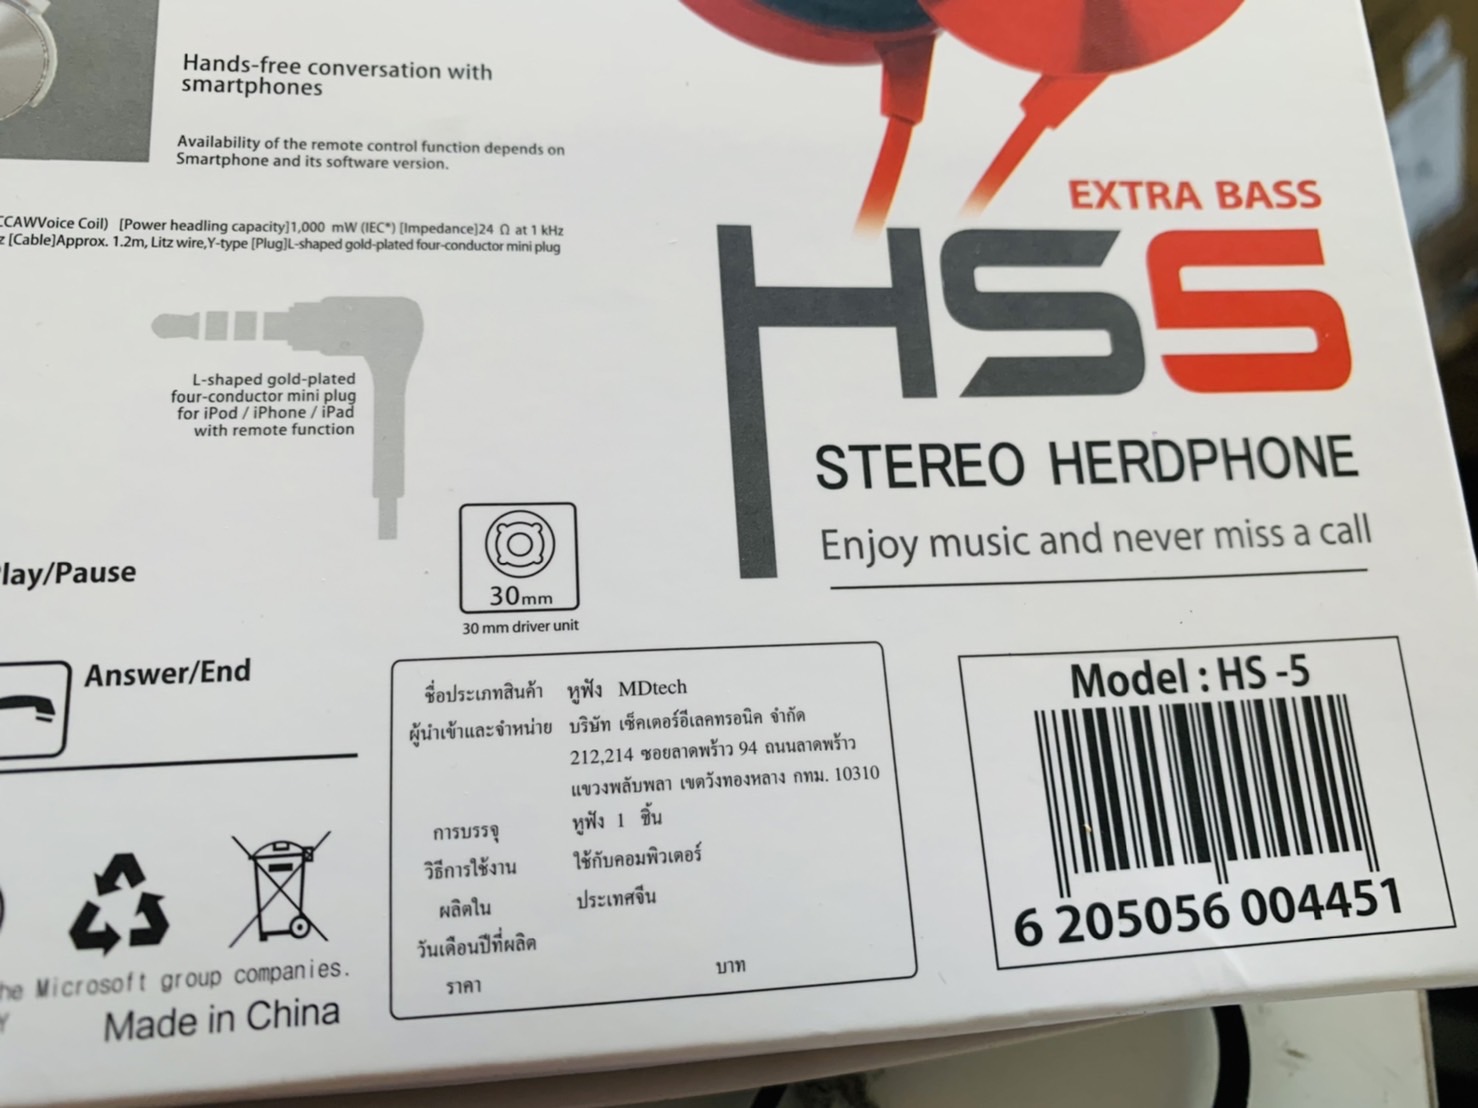 Hands-free conversation with
smartphones
Availability of the remote control function depends on
Smartphone and its software version.
CCAWVoice Coil) [Power headling capacity]1,000 mW (IEC*) [Impedance]24 Ω at 1 kHz
z [Cable]Approx. 1.2m, Litz wire,Y-type [Plug]L-shaped gold-plated four-conductor mini plug
L-shaped gold-plated
four-conductor mini plug
for iPod / iPhone / iPad
with remote function
lay/Pause
30mm
30 mm driver unit
Answer/End
EXTRA BASS
HS5
STEREO HERDPHONE
Enjoy music and never miss a call
ชื่อประเภทสินค้า หูฟัง MDtech
ผู้นำเข้าและจำหน่าย บริษัท เซ็คเตอร์อีเลคทรอนิค จำกัด
212,214 ซอยลาดพร้าว 94 ถนนลาดพร้าว
แขวงพลับพลา เขตวังทองหลาง กทม. 10310
การบรรจุ หูฟัง 1 ชิ้น
วิธีการใช้งาน ใช้กับคอมพิวเตอร์
ผลิตใน ประเทศจีน
วันเดือนปีที่ผลิต
ราคา บาท
Model : HS -5
6 205056 004451
he Microsoft group companies.
Y
Made in China